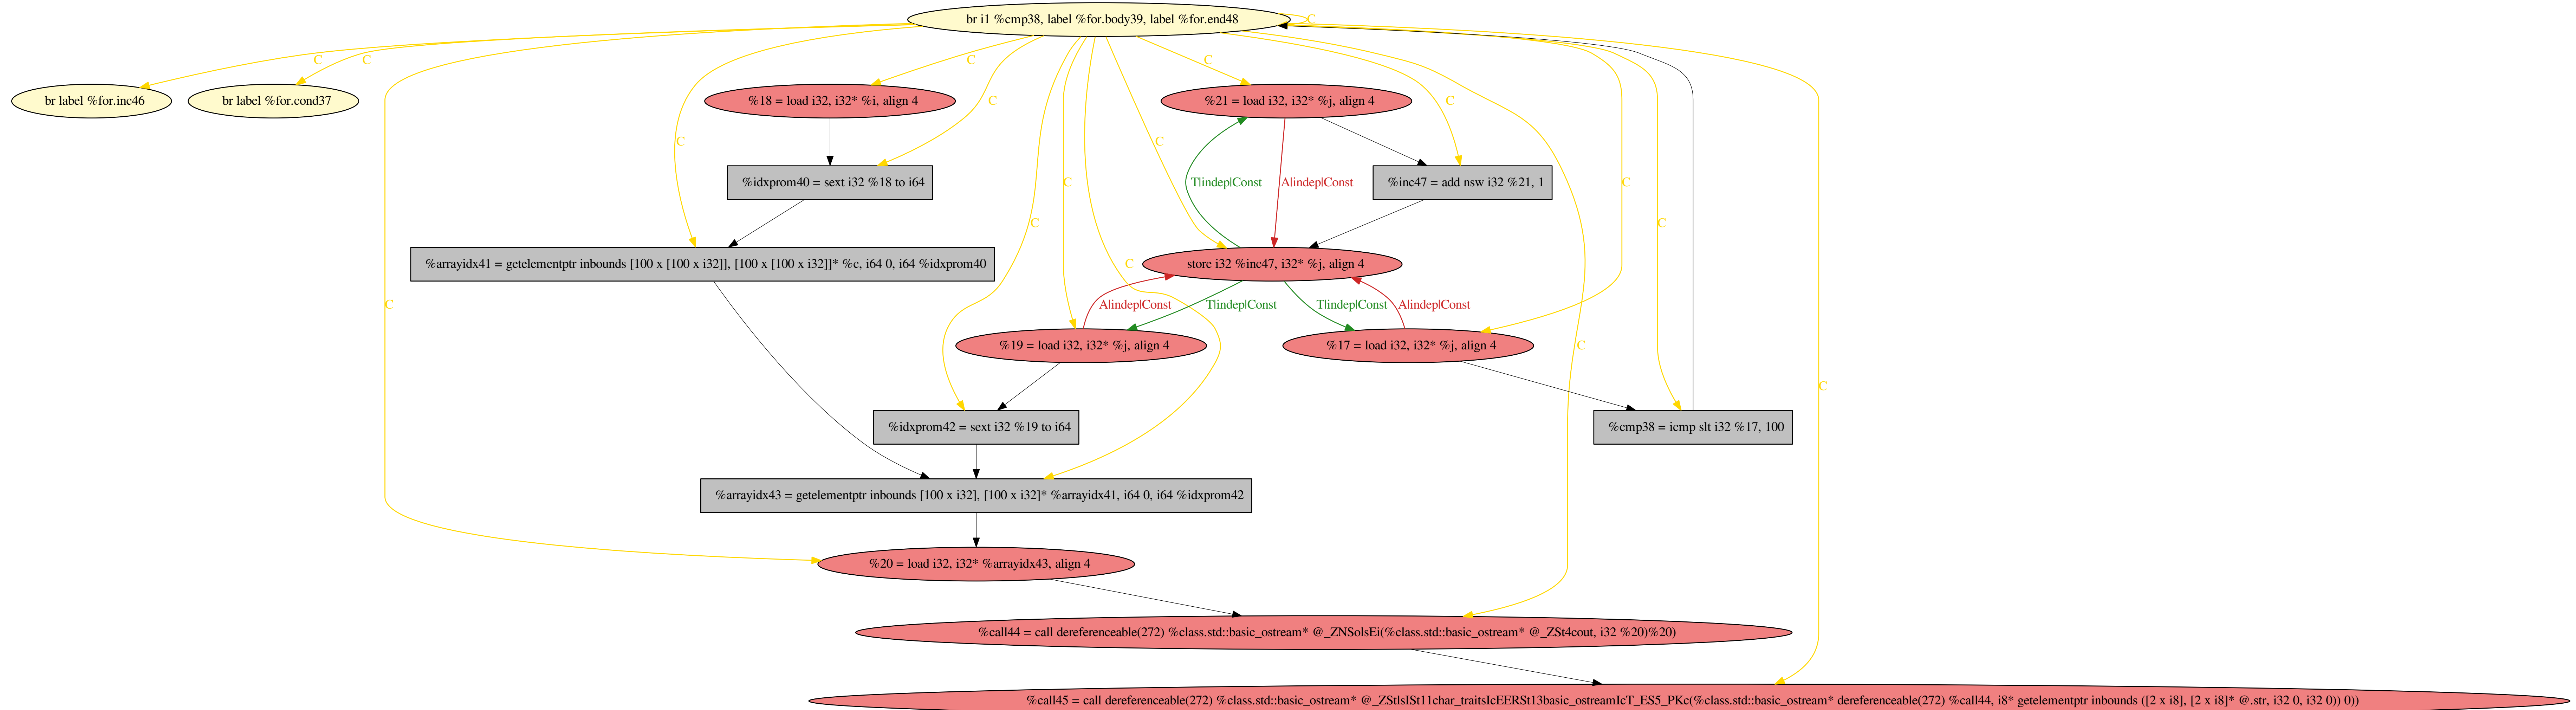 br i1 %cmp38, label %for.body39, label %for.end48
C
C
C
C
C
br label %for.inc46
br label %for.cond37
%18 = load i32, i32* %i, align 4
C
%21 = load i32, i32* %j, align 4
C
C
C
%idxprom40 = sext i32 %18 to i64
C
T|indep|Const
A|indep|Const
%inc47 = add nsw i32 %21, 1
C
C
C
%arrayidx41 = getelementptr inbounds [100 x [100 x i32]], [100 x [100 x i32]]* %c, i64 0, i64 %idxprom40
C
store i32 %inc47, i32* %j, align 4
C
A|indep|Const
T|indep|Const
T|indep|Const
A|indep|Const
%19 = load i32, i32* %j, align 4
%17 = load i32, i32* %j, align 4
C
C
%idxprom42 = sext i32 %19 to i64
%cmp38 = icmp slt i32 %17, 100
%arrayidx43 = getelementptr inbounds [100 x i32], [100 x i32]* %arrayidx41, i64 0, i64 %idxprom42
%20 = load i32, i32* %arrayidx43, align 4
%call44 = call dereferenceable(272) %class.std::basic_ostream* @_ZNSolsEi(%class.std::basic_ostream* @_ZSt4cout, i32 %20)%20)
%call45 = call dereferenceable(272) %class.std::basic_ostream* @_ZStlsISt11char_traitsIcEERSt13basic_ostreamIcT_ES5_PKc(%class.std::basic_ostream* dereferenceable(272) %call44, i8* getelementptr inbounds ([2 x i8], [2 x i8]* @.str, i32 0, i32 0)) 0))